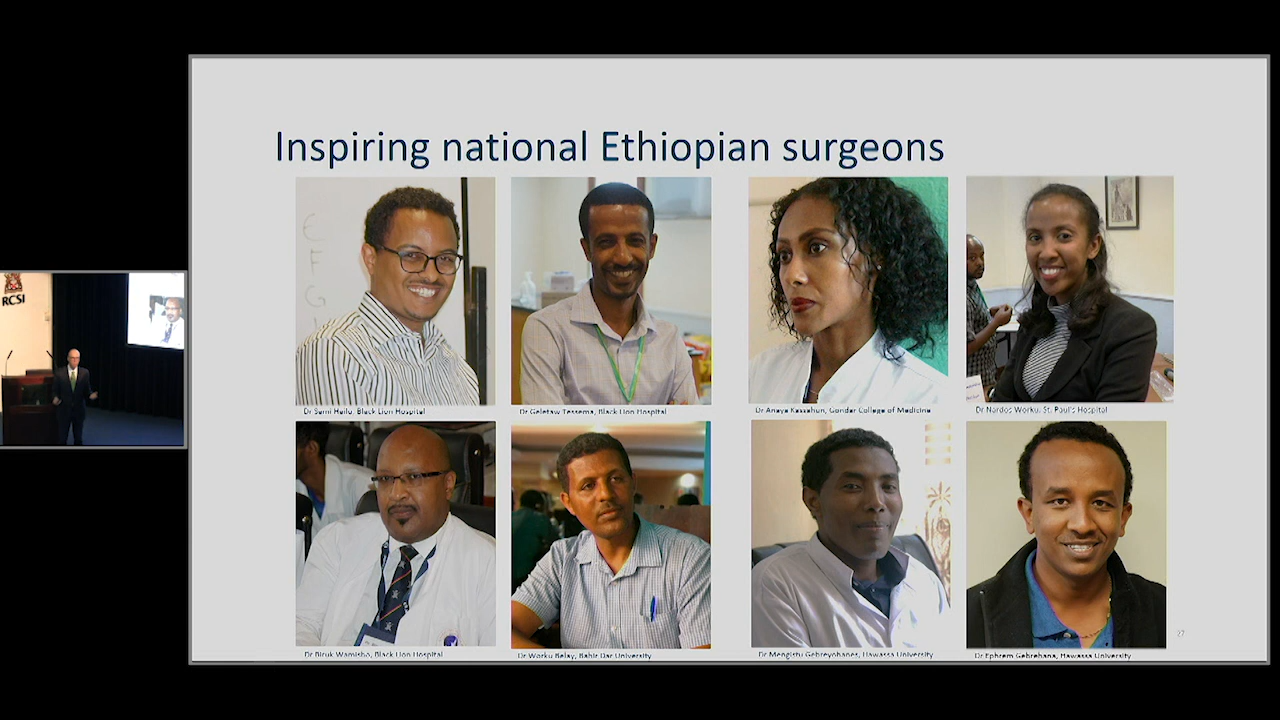 Inspiring national Ethiopian surgeons
RCSI
E
F
G
Dr Sami Hailu, Black Lion Hospital
Dr Geletaw Tessema, Black Lion Hospital
Dr Anaya Kassahun, Gondar College of Medicine
Dr Nardos Worku, St. Paul's Hospital
Dr Biruk Wamisho, Black Lion Hospital
Dr Worku Belay, Bahir Dar University
Dr Mengistu Gebreyohanes, Hawassa University
Dr Ephrem Gebrehana, Hawassa University
27